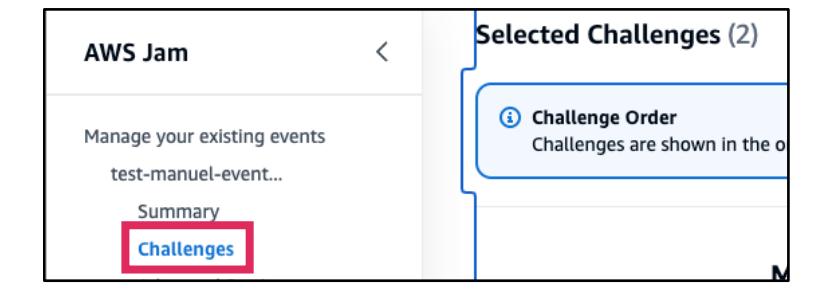 AWS Jam
Manage your existing events
test-manuel-event...
Summary
Challenges
Selected Challenges (2)
Challenge Order
Challenges are shown in the o
M